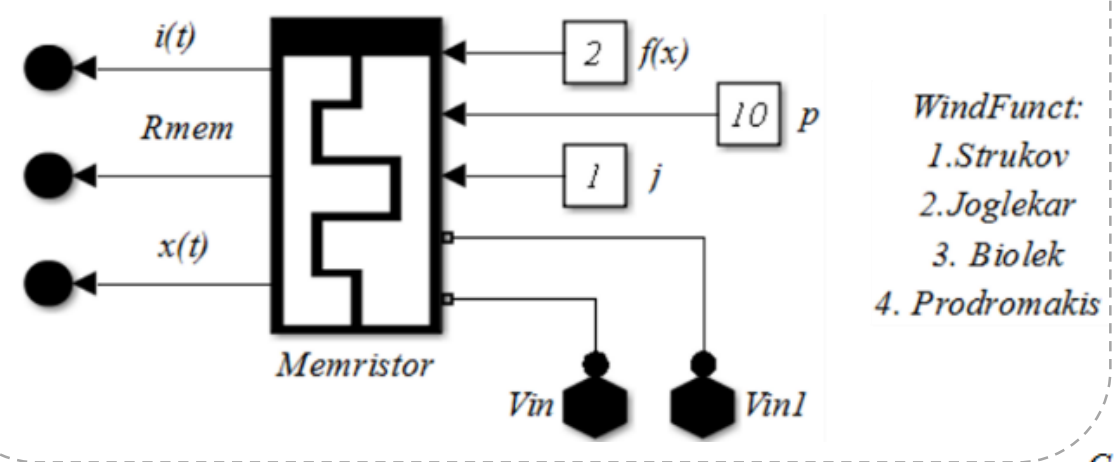 i(t)
Rmem
x(t)
Memristor
2 f(x)
10 p
1 j
Vin
Vin1
WindFunct:
1.Strukov
2.Joglekar
3. Biolek
4. Prodromakis